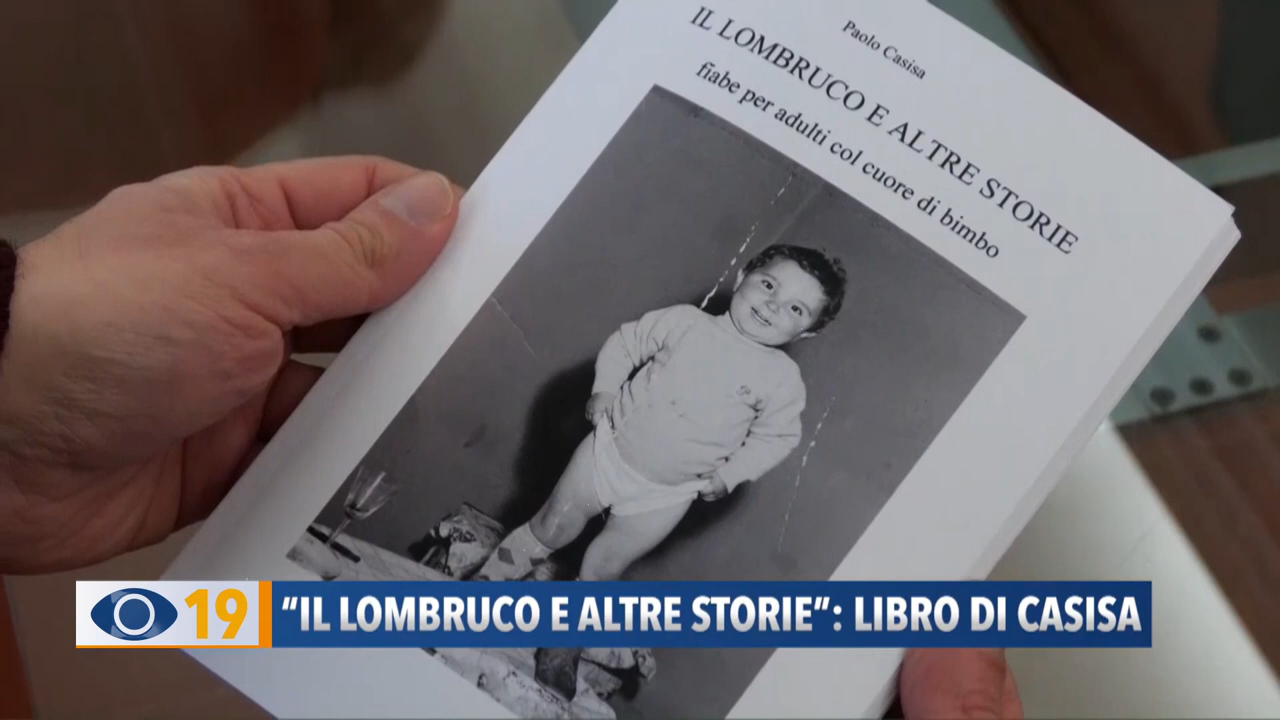 Paolo Casisa
IL LOMBRUCO E ALTRE STORIE
fiabe per adulti col cuore di bimbo
19
“IL LOMBRUCO E ALTRE STORIE”: LIBRO DI CASISA